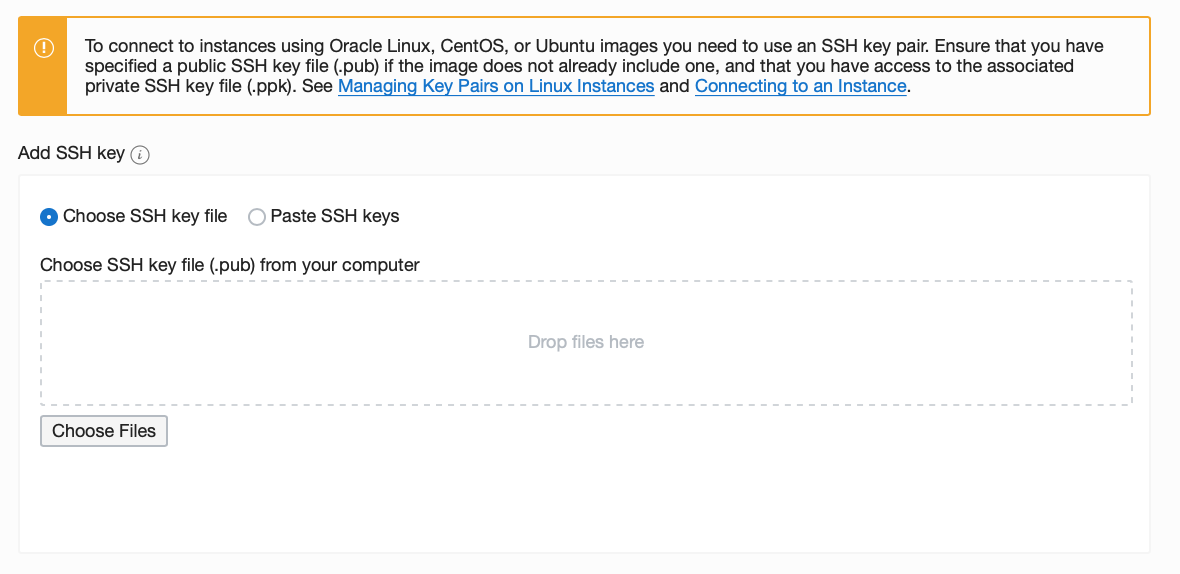 To connect to instances using Oracle Linux, CentOS, or Ubuntu images you need to use an SSH key pair. Ensure that you have
specified a public SSH key file (.pub) if the image does not already include one, and that you have access to the associated
private SSH key file (.ppk). See Managing Key Pairs on Linux Instances and Connecting to an Instance.
Add SSH key
Choose SSH key file Paste SSH keys
Choose SSH key file (.pub) from your computer
Drop files here
Choose Files